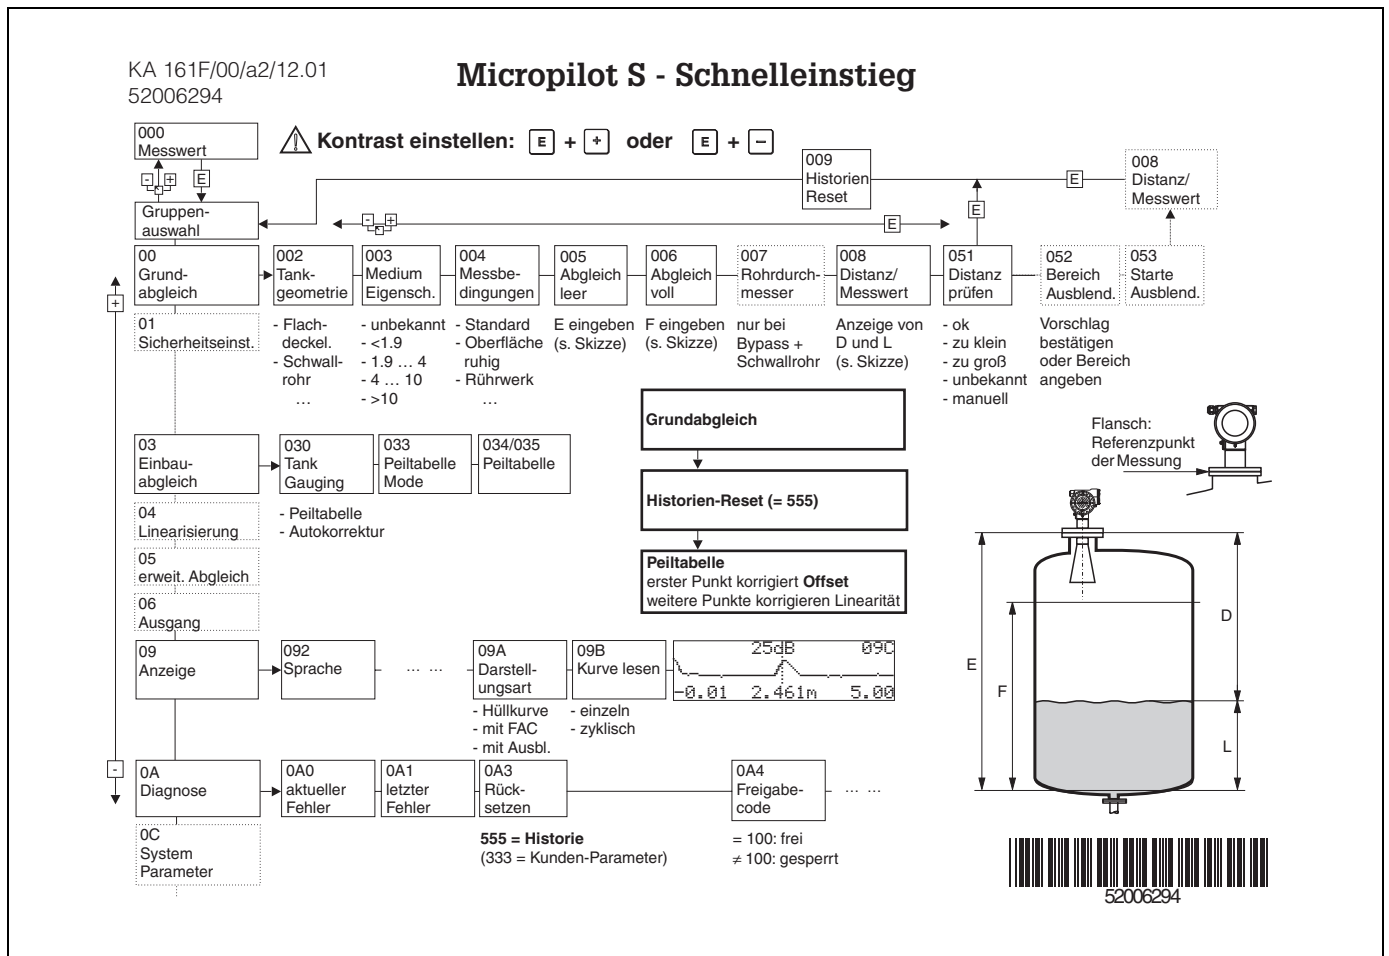 KA 161F/00/a2/12.01
52006294
Micropilot S - Schnelleinstieg
000
Messwert
Kontrast einstellen: E + + oder E + −
009
Historien
Reset
008
Distanz/
Messwert
- +
E
E
E
Gruppen-
auswahl
- +
E
00
Grund-
abgleich
002
Tank-
geometrie
003
Medium
Eigensch.
004
Messbe-
dingungen
005
Abgleich
leer
006
Abgleich
voll
007
Rohrdurch-
messer
008
Distanz/
Messwert
051
Distanz
prüfen
052
Bereich
Ausblend.
053
Starte
Ausblend.
+
01
Sicherheitseinst.
- Flach-
deckel.
- Schwall-
rohr
...
- unbekannt
- <1.9
- 1.9 ... 4
- 4 ... 10
- >10
- Standard
- Oberfläche
ruhig
- Rührwerk
...
E eingeben
(s. Skizze)
F eingeben
(s. Skizze)
nur bei
Bypass +
Schwallrohr
Anzeige von
D und L
(s. Skizze)
- ok
- zu klein
- zu groß
- unbekannt
- manuell
Vorschlag
bestätigen
oder Bereich
angeben
Grundabgleich
Historien-Reset (= 555)
Peiltabelle
erster Punkt korrigiert Offset
weitere Punkte korrigieren Linearität
Flansch:
Referenzpunkt
der Messung
03
Einbau-
abgleich
030
Tank
Gauging
033
Peiltabelle
Mode
034/035
Peiltabelle
- Peiltabelle
- Autokorrektur
04
Linearisierung
05
erweit. Abgleich
06
Ausgang
09
Anzeige
092
Sprache
... ...
09A
Darstell-
ungsart
09B
Kurve lesen
25dB 09C
-0.01 2.461m 5.00
- Hüllkurve
- mit FAC
- mit Ausbl.
- einzeln
- zyklisch
D
E
F
L
-
0A
Diagnose
0A0
aktueller
Fehler
0A1
letzter
Fehler
0A3
Rück-
setzen
0A4
Freigabe-
code
... ...
0C
System
Parameter
555 = Historie
(333 = Kunden-Parameter)
= 100: frei
≠ 100: gesperrt
52006294